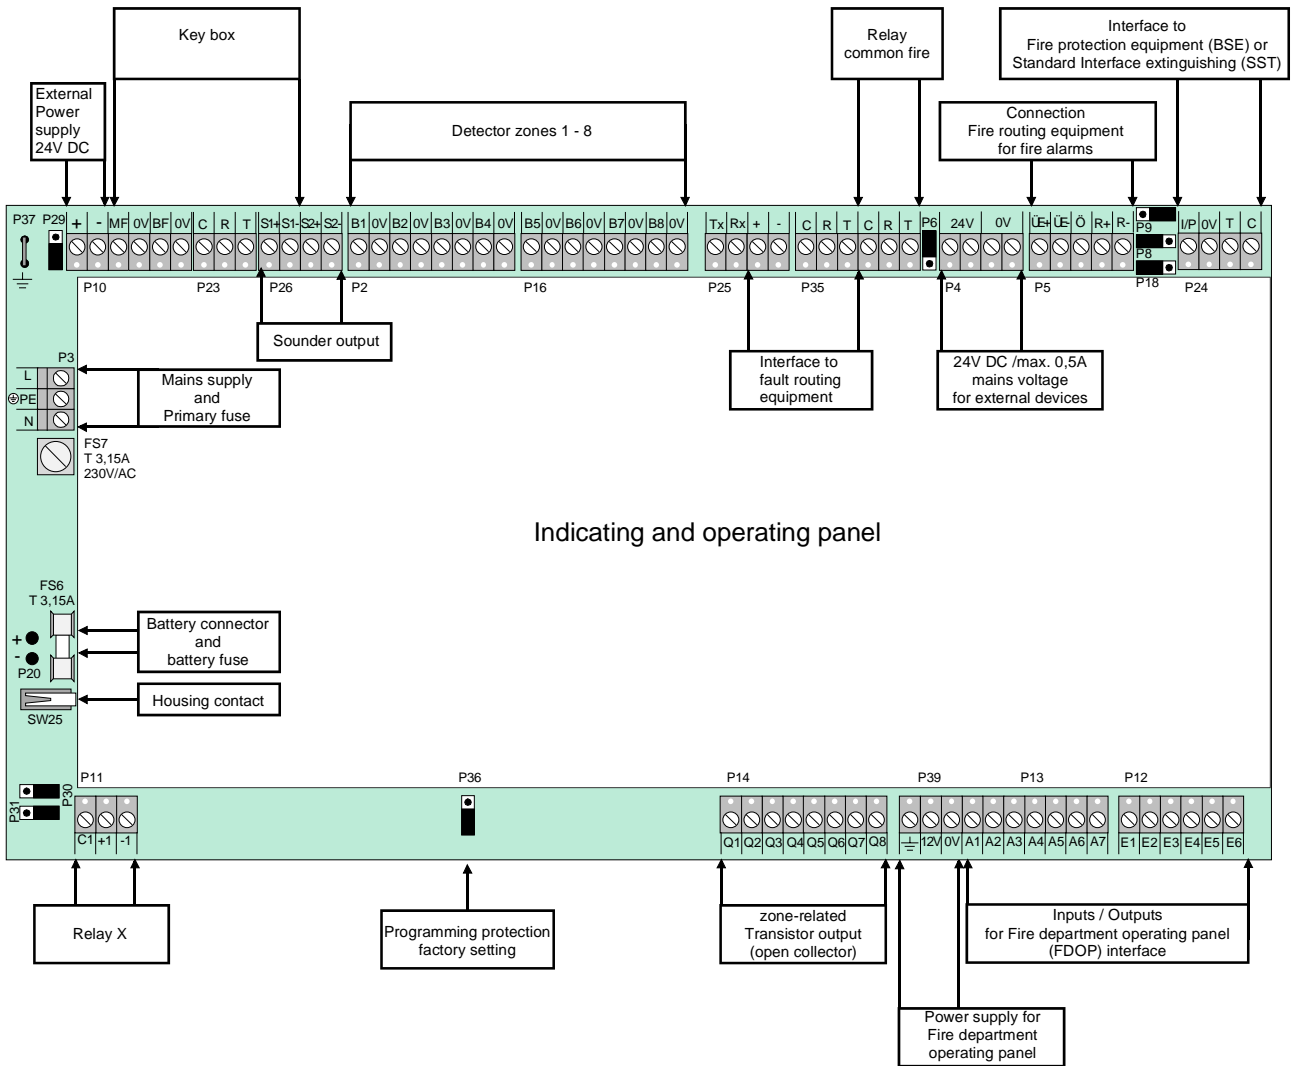 Key box
Relay
common fire
Interface to
Fire protection equipment (BSE) or
Standard Interface extinguishing (SST)
External
Power
supply
24V DC
Detector zones 1 - 8
Connection
Fire routing equipment
for fire alarms
P37 P29 + - MF 0V BF 0V C R T S1+ S1- S2+ S2- B1 0V B2 0V B3 0V B4 0V B5 0V B6 0V B7 0V B8 0V Tx Rx + - C R T C R T P6 24V 0V ÜE+ ÜE- Ö R+ R- P9 I/P 0V T C
P8
P10 P23 P26 P2 P16 P25 P35 P4 P5 P18 P24
Sounder output
Interface to
fault routing
equipment
24V DC /max. 0,5A
mains voltage
for external devices
P3
L
PE
N
Mains supply
and
Primary fuse
FS7
T 3,15A
230V/AC
Indicating and operating panel
FS6
T 3,15A
+
-
P20
Battery connector
and
battery fuse
Housing contact
SW25
P11 P36 P14 P39 P13 P12
P30
P31
C1 +1 -1 Q1 Q2 Q3 Q4 Q5 Q6 Q7 Q8 12V 0V A1 A2 A3 A4 A5 A6 A7 E1 E2 E3 E4 E5 E6
Relay X
Programming protection
factory setting
zone-related
Transistor output
(open collector)
Inputs / Outputs
for Fire department operating panel
(FDOP) interface
Power supply for
Fire department
operating panel